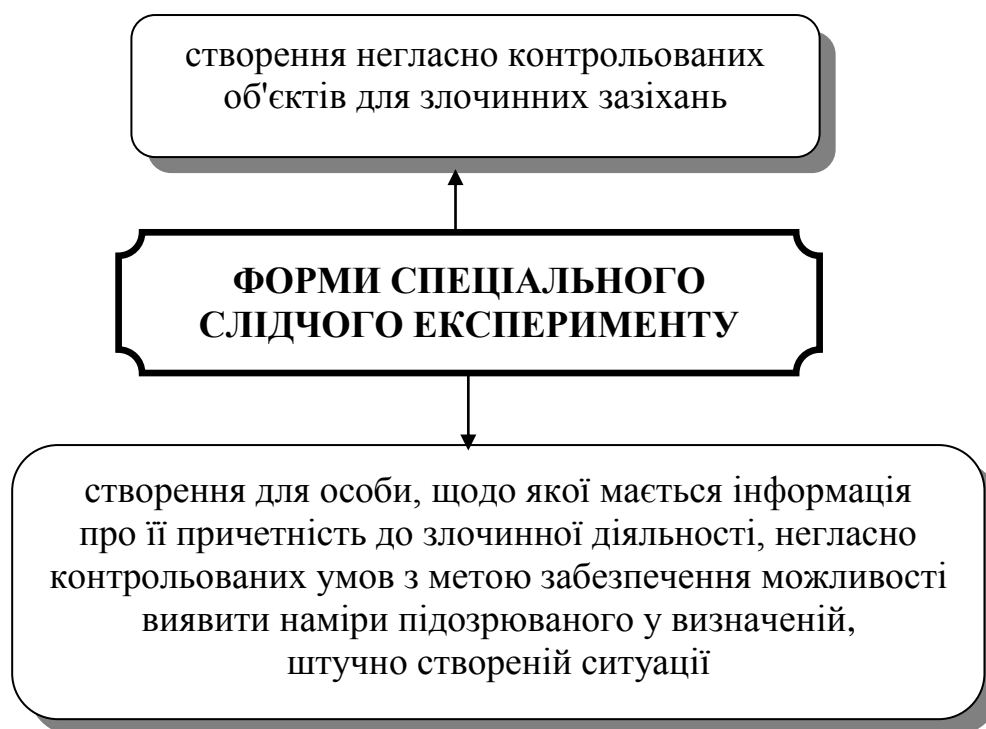 створення негласно контрольованих
об'єктів для злочинних зазіхань
ФОРМИ СПЕЦІАЛЬНОГО
СЛІДЧОГО ЕКСПЕРИМЕНТУ
створення для особи, щодо якої мається інформація
про її причетність до злочинної діяльності, негласно
контрольованих умов з метою забезпечення можливості
виявити наміри підозрюваного у визначеній,
штучно створеній ситуації